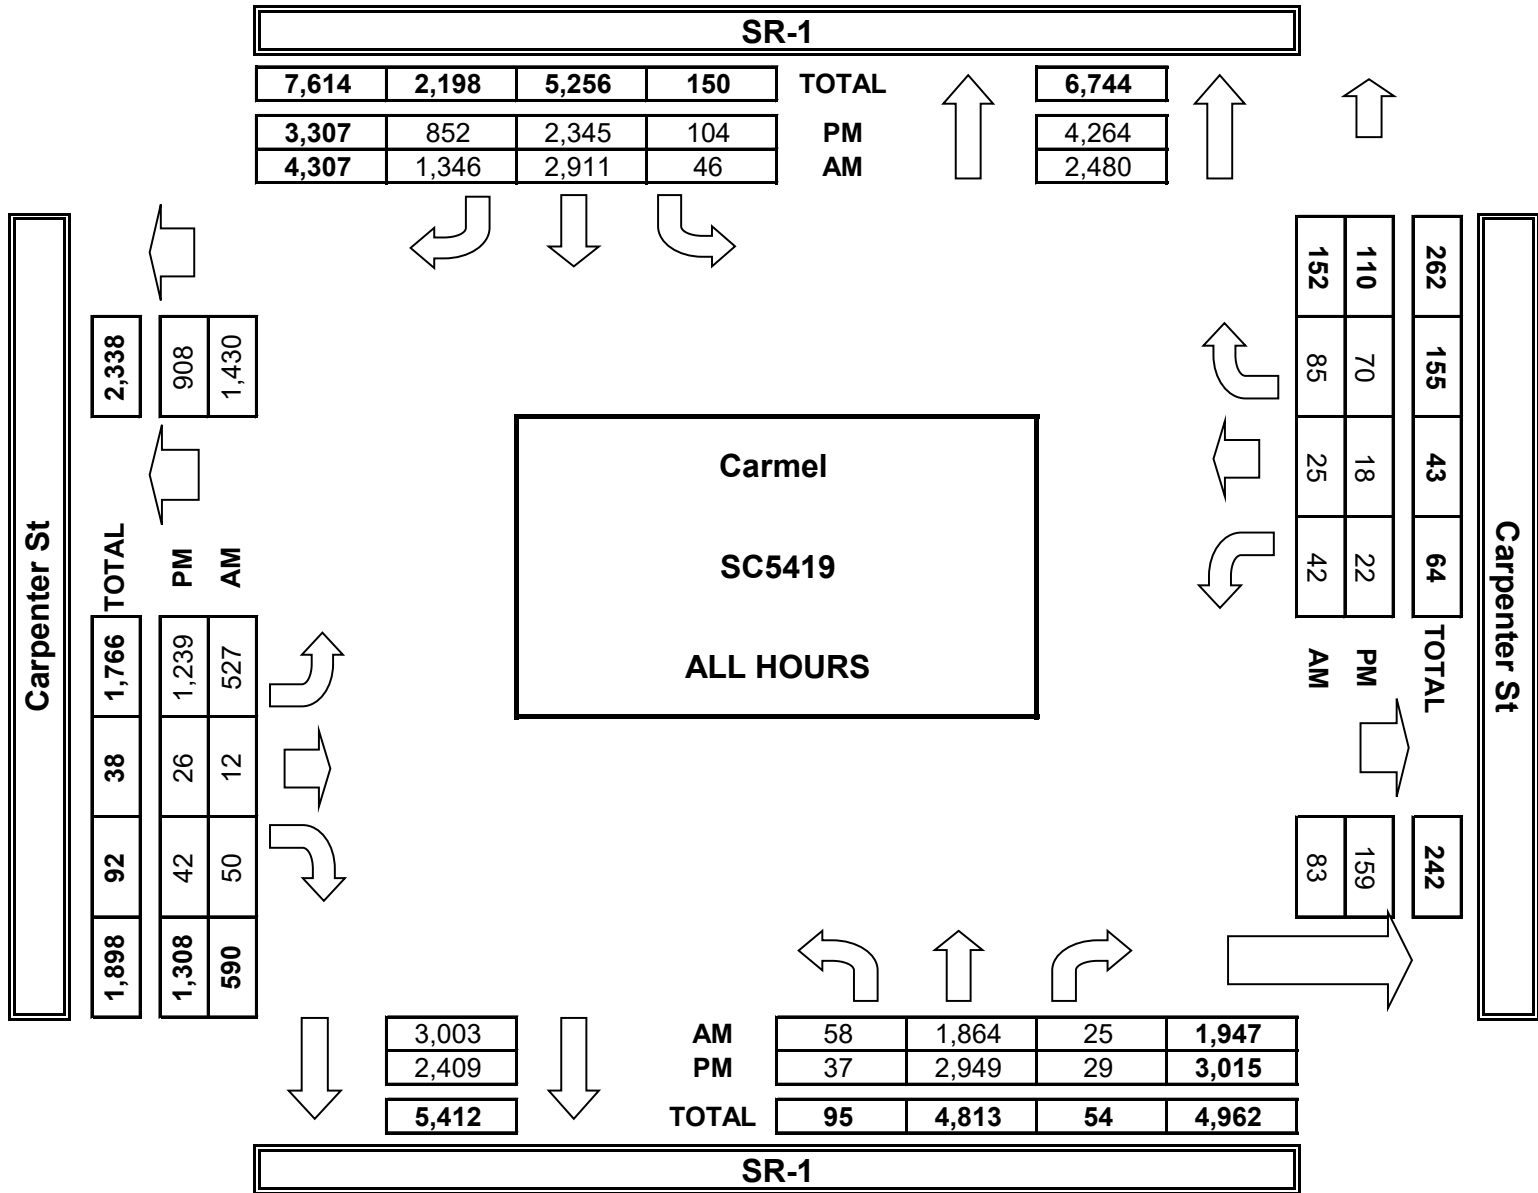 SR-1
7,614 2,198 5,256 150 TOTAL 6,744
3,307 852 2,345 104 PM 4,264
4,307 1,346 2,911 46 AM 2,480
Carpenter St
2,338
908
1,430
TOTAL 1,766 38 92 1,898
PM 1,239 26 42 1,308
AM 527 12 50 590
Carmel
SC5419
ALL HOURS
262 155 43 64 TOTAL 242
110 70 18 22 PM 159
152 85 25 42 AM 83
Carpenter St
3,003 AM 58 1,864 25 1,947
2,409 PM 37 2,949 29 3,015
5,412 TOTAL 95 4,813 54 4,962
SR-1